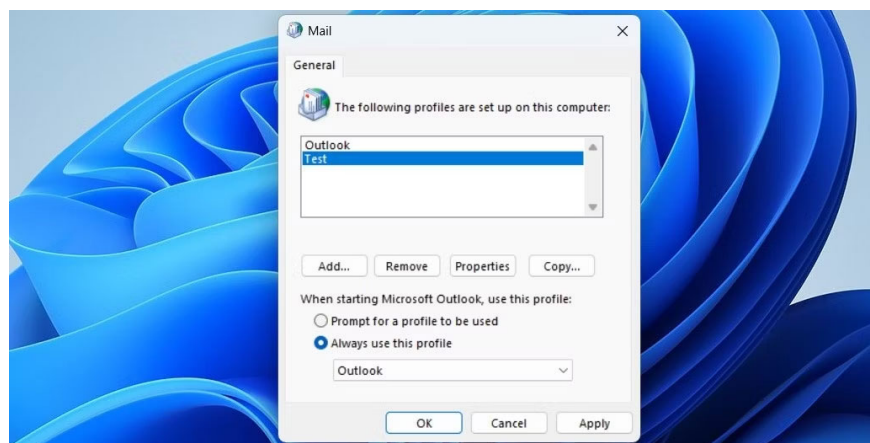 Mail
General
The following profiles are set up on this computer:
Outlook
Test
Add... Remove Properties Copy...
When starting Microsoft Outlook, use this profile:
Prompt for a profile to be used
Always use this profile
Outlook
OK Cancel Apply